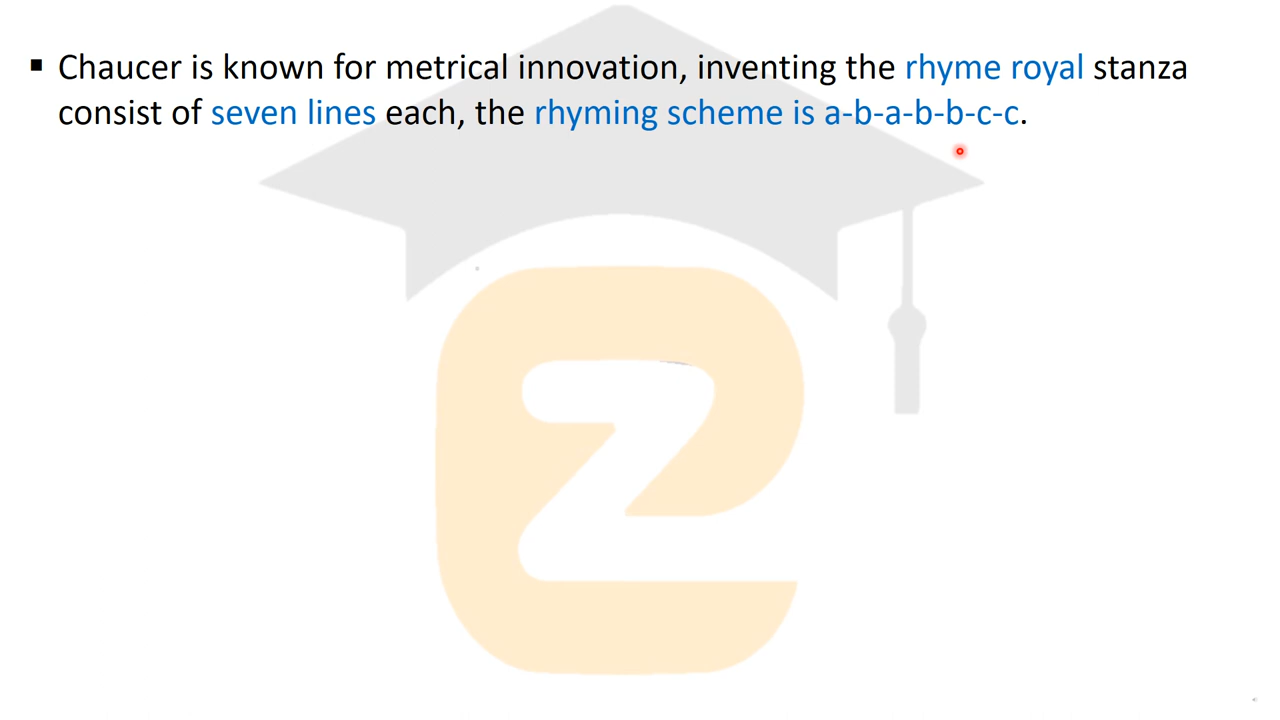 ▪ Chaucer is known for metrical innovation, inventing the rhyme royal stanza
consist of seven lines each, the rhyming scheme is a-b-a-b-b-c-c.